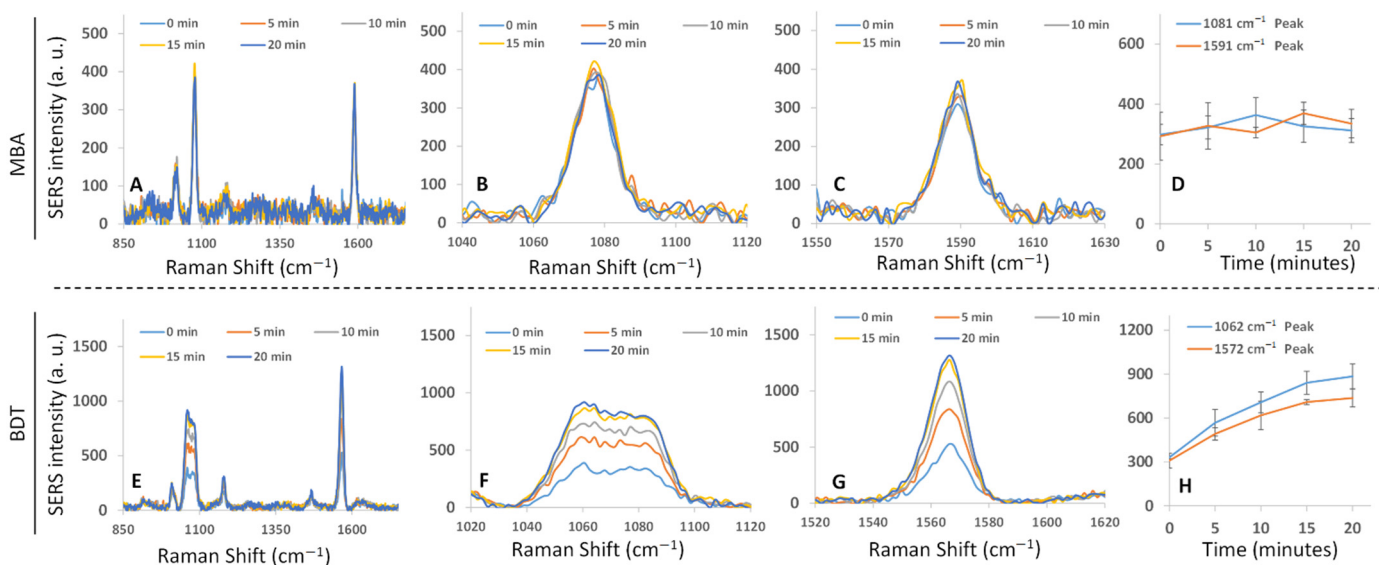 MBA
SERS intensity (a. u.)
0 min 5 min 10 min
15 min 20 min
500
400
300
200
100
0
A
850 1100 1350 1600
Raman Shift (cm⁻¹)
0 min 5 min 10 min
15 min 20 min
500
400
300
200
100
0
B
1040 1060 1080 1100 1120
Raman Shift (cm⁻¹)
0 min 5 min 10 min
15 min 20 min
500
400
300
200
100
0
C
1550 1570 1590 1610 1630
Raman Shift (cm⁻¹)
1081 cm⁻¹ Peak
1591 cm⁻¹ Peak
600
400
200
0
D
0 5 10 15 20
Time (minutes)
BDT
SERS intensity (a. u.)
0 min 5 min 10 min
15 min 20 min
1500
1000
500
0
E
850 1100 1350 1600
Raman Shift (cm⁻¹)
0 min 5 min 10 min
15 min 20 min
1500
1000
500
0
F
1020 1040 1060 1080 1100 1120
Raman Shift (cm⁻¹)
0 min 5 min 10 min
15 min 20 min
1500
1000
500
0
G
1520 1540 1560 1580 1600 1620
Raman Shift (cm⁻¹)
1062 cm⁻¹ Peak
1572 cm⁻¹ Peak
1200
900
600
300
0
H
0 5 10 15 20
Time (minutes)